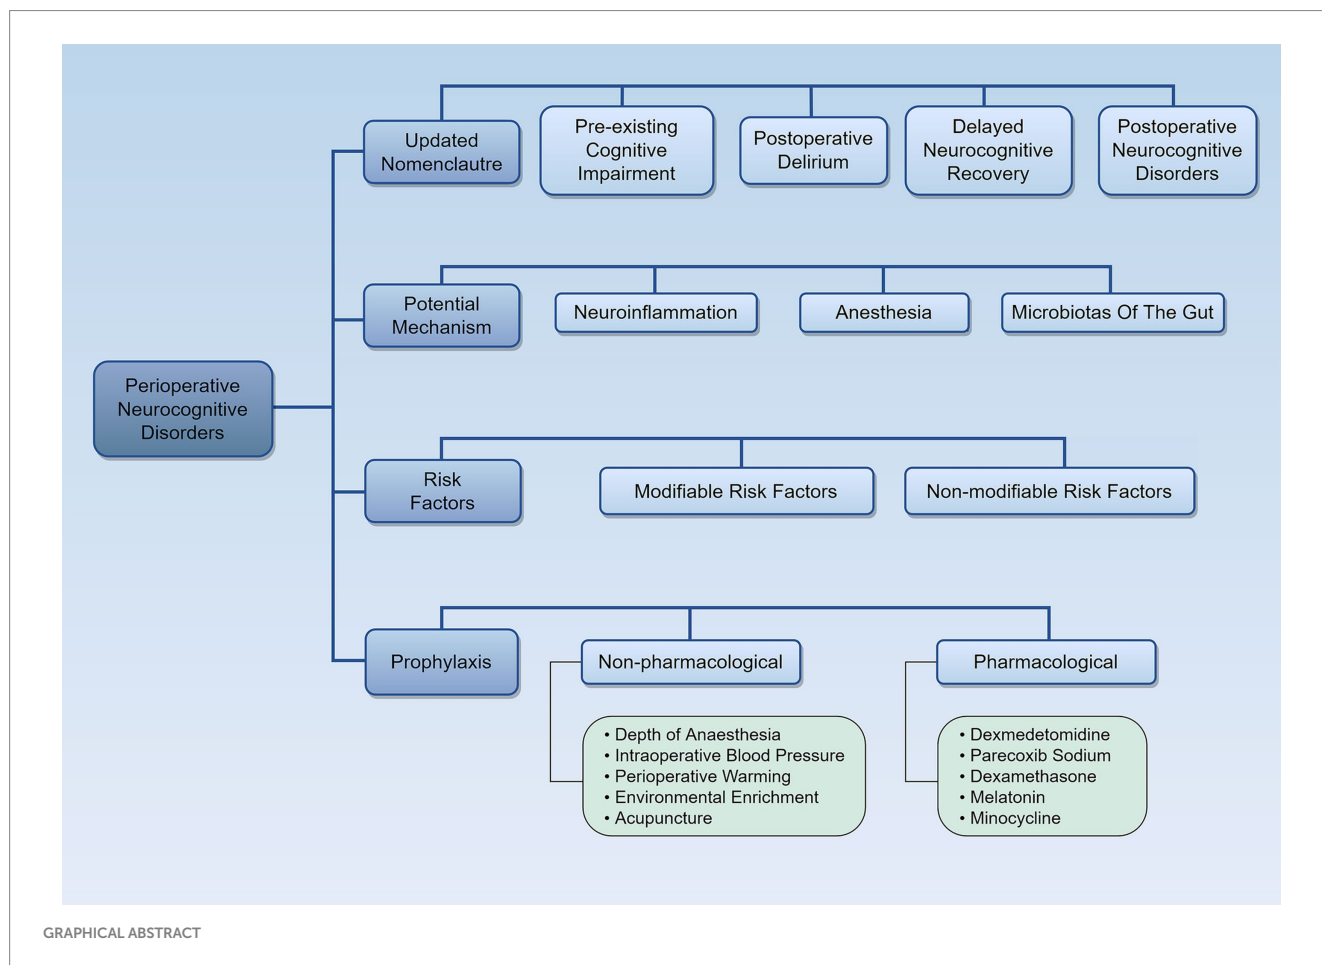 Updated
Nomenclautre
Pre-existing
Cognitive
Impairment
Postoperative
Delirium
Delayed
Neurocognitive
Recovery
Postoperative
Neurocognitive
Disorders
Potential
Mechanism
Neuroinflammation
Anesthesia
Microbiotas Of The Gut
Perioperative
Neurocognitive
Disorders
Risk
Factors
Modifiable Risk Factors
Non-modifiable Risk Factors
Prophylaxis
Non-pharmacological
• Depth of Anaesthesia
• Intraoperative Blood Pressure
• Perioperative Warming
• Environmental Enrichment
• Acupuncture
Pharmacological
• Dexmedetomidine
• Parecoxib Sodium
• Dexamethasone
• Melatonin
• Minocycline
GRAPHICAL ABSTRACT